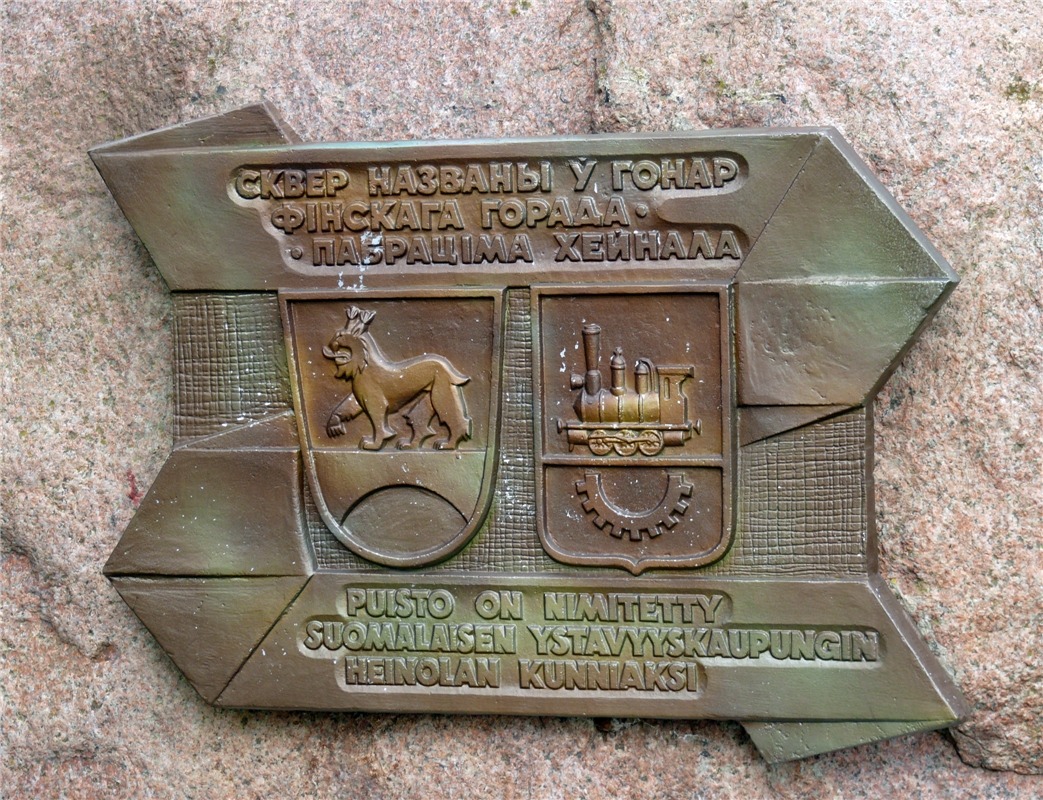 СКВЕР НАЗВАНЫ Ў ГОНАР
ФІНСКАГА ГОРАДА·
·ПАБРАЦІМА ХЕЙНАЛА
PUISTO ON NIMITETTY
SUOMALAISEN YSTAVYYSKAUPUNGIN
HEINOLAN KUNNIAKSI